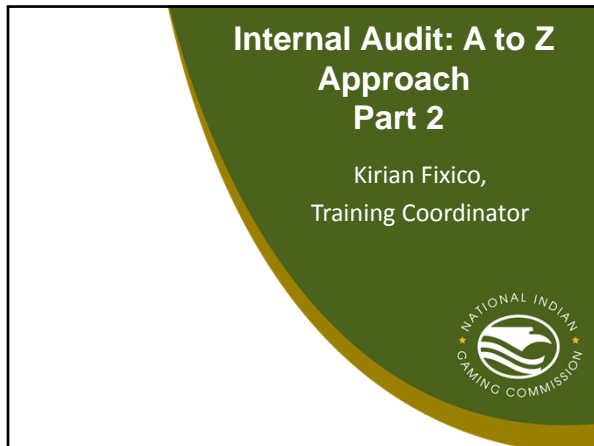 Internal Audit: A to Z
Approach
Part 2
Kirian Fixico,
Training Coordinator
NATIONAL INDIAN
GAMING COMMISSION